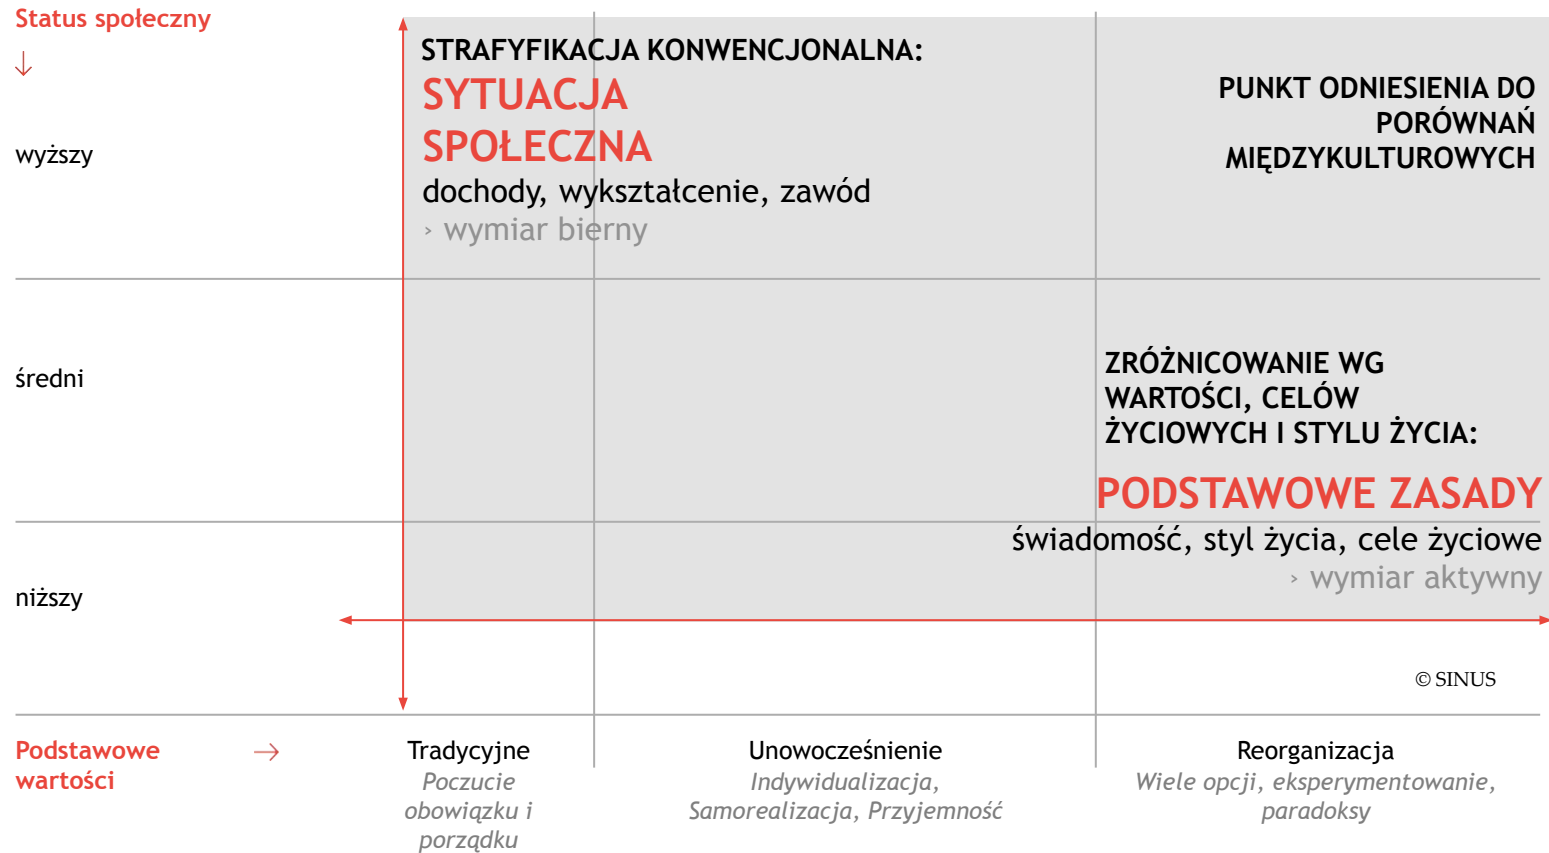 Status społeczny
↓
STRAFYFIKACJA KONWENCJONALNA:
SYTUACJA
SPOŁECZNA
dochody, wykształcenie, zawód
› wymiar bierny
PUNKT ODNIESIENIA DO
PORÓWNAŃ
MIĘDZYKULTUROWYCH
wyższy
średni
ZRÓŻNICOWANIE WG
WARTOŚCI, CELÓW
ŻYCIOWYCH I STYLU ŻYCIA:
PODSTAWOWE ZASADY
świadomość, styl życia, cele życiowe
› wymiar aktywny
niższy
© SINUS
Podstawowe →
wartości
Tradycyjne
Poczucie
obowiązku i
porządku
Unowocześnienie
Indywidualizacja,
Samorealizacja, Przyjemność
Reorganizacja
Wiele opcji, eksperymentowanie,
paradoksy